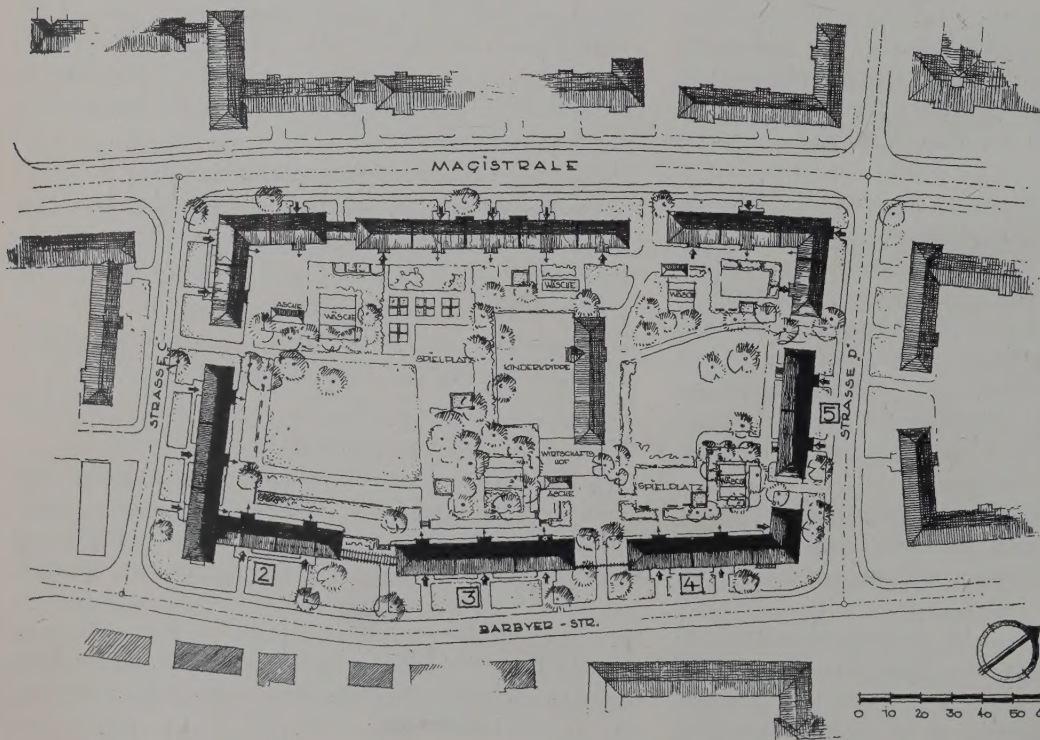 MAGISTRALE
ASCHE
WÄSCHE
WÄSCHE
WÄSCHE
STRASSE C
SPIELPLATZ
KINDERKRIPPE
STRASSE D
5
WIRTSCHAFTS
HOF
ASCHE
SPIELPLATZ
WÄSCHE
2
3
4
BARBYER-STR.
0 10 20 30 40 50